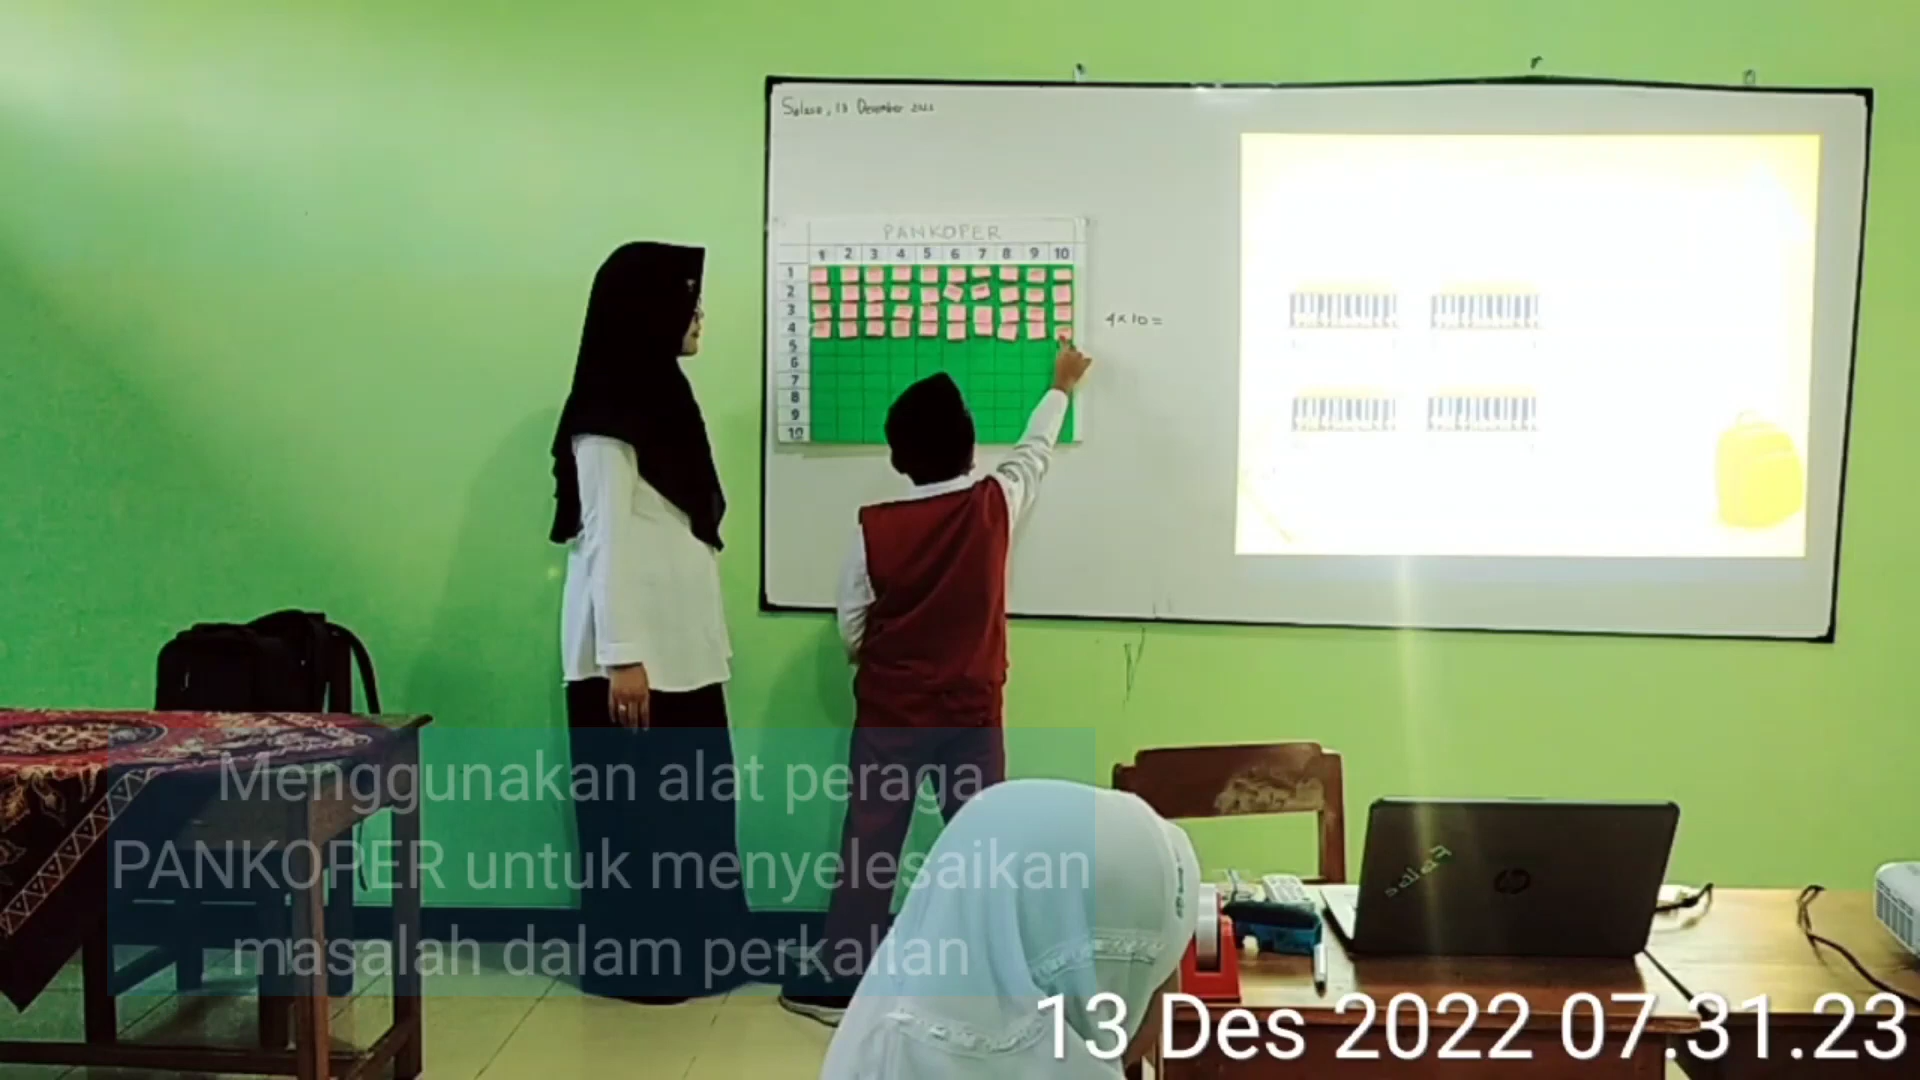 Selasa, 13 Desember 2022
PANKOPER
1 2 3 4 5 6 7 8 9 10
1
2
3
4
5
6
7
8
9
10
4 x 10 =
Menggunakan alat peraga
PANKOPER untuk menyelesaikan
masalah dalam perkalian
hp
13 Des 2022 07.31.23